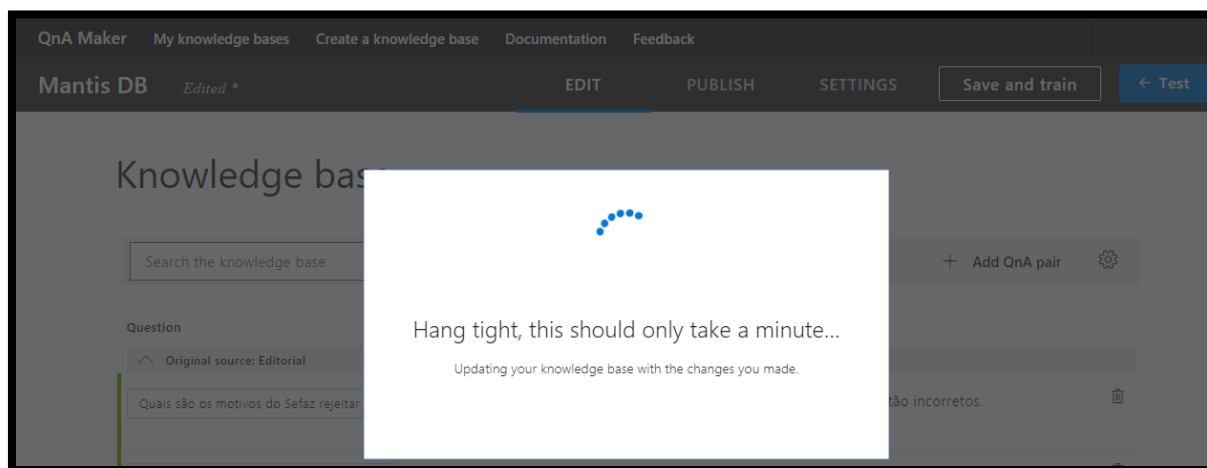 QnA Maker My knowledge bases Create a knowledge base Documentation Feedback
Mantis DB Edited * EDIT PUBLISH SETTINGS Save and train ← Test
Knowledge
Search the knowledge base + Add QnA pair
Hang tight, this should only take a minute...
Question
Original source: Editorial
Updating your knowledge base with the changes you made.
Quais são os motivos do Sefaz rejeitar incorretos.